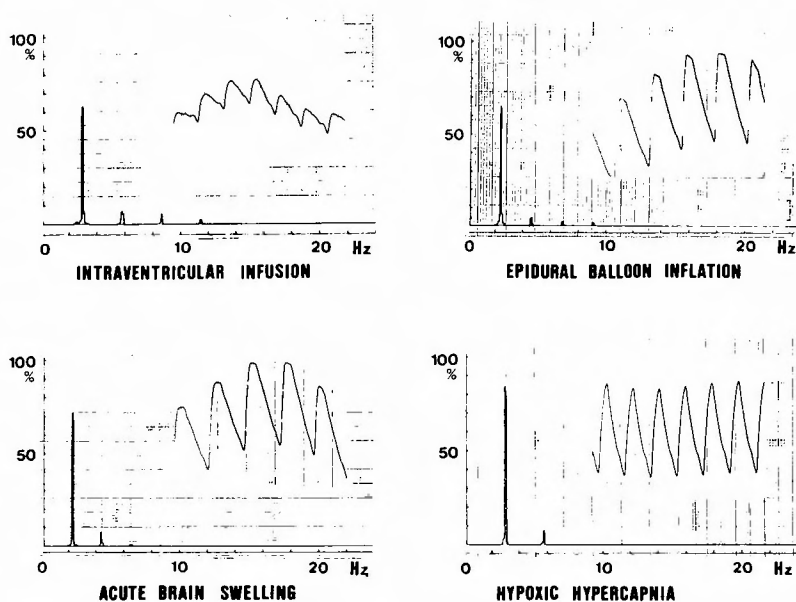 100
%
50
10
20
Hz
INTRAVENTRICULAR INFUSION
100
%
50
0
10
20
Hz
EPIDURAL BALLOON INFLATION
100
%
50
0
10
20
Hz
ACUTE BRAIN SWELLING
100
%
50
0
10
20
Hz
HYPOXIC HYPERCAPNIA